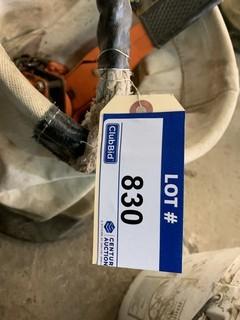 LOT #
830
ClubBid
CENTURY
AUCTION